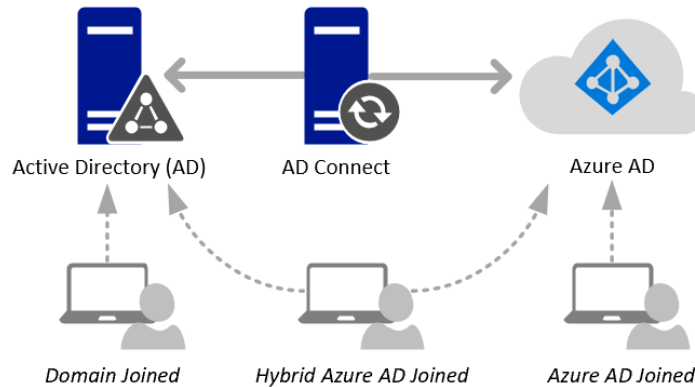 Active Directory (AD)
AD Connect
Azure AD
Domain Joined
Hybrid Azure AD Joined
Azure AD Joined